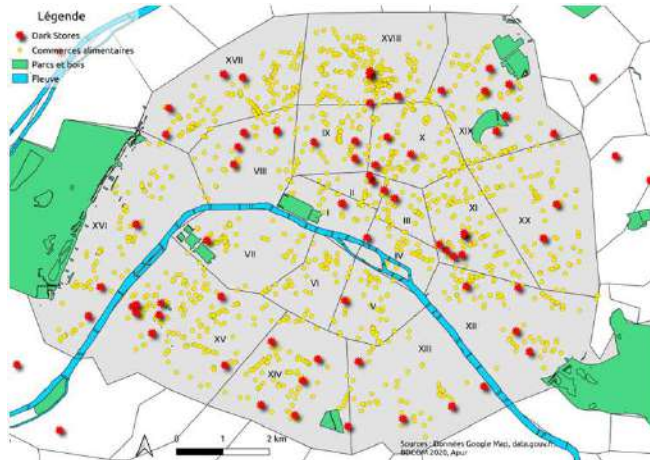 Légende
Dark Stores
Commerces alimentaires
Parcs et bois
Fleuve
XVII
XVIII
IX
X
XIX
VIII
II
I
III
XI
XX
XVI
VII
IV
VI
V
XV
XII
XIV
XIII
0 1 2 km
Sources : Données Google Map, data.gouv.fr,
BDCOM 2020, Apur